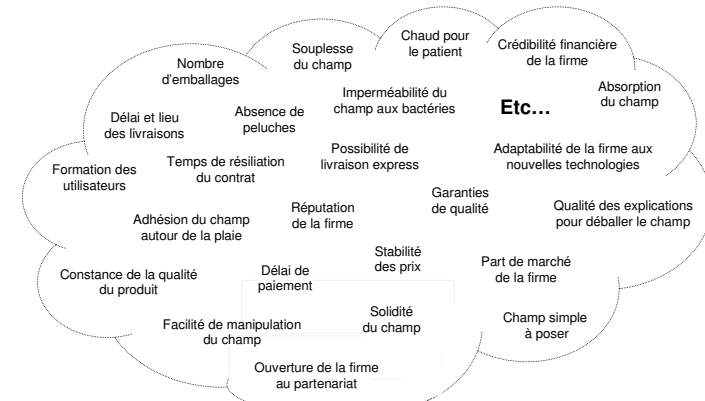 Chaud pour
le patient
Crédibilité financière
de la firme
Souplesse
du champ
Nombre
d'emballages
Absorption
du champ
Imperméabilité du
champ aux bactéries
Etc…
Absence de
peluches
Délai et lieu
des livraisons
Possibilité de
livraison express
Adaptabilité de la firme aux
nouvelles technologies
Temps de résiliation
du contrat
Formation des
utilisateurs
Garanties
de qualité
Qualité des explications
pour déballer le champ
Réputation
de la firme
Adhésion du champ
autour de la plaie
Stabilité
des prix
Part de marché
de la firme
Constance de la qualité
du produit
Délai de
paiement
Solidité
du champ
Champ simple
à poser
Facilité de manipulation
du champ
Ouverture de la firme
au partenariat